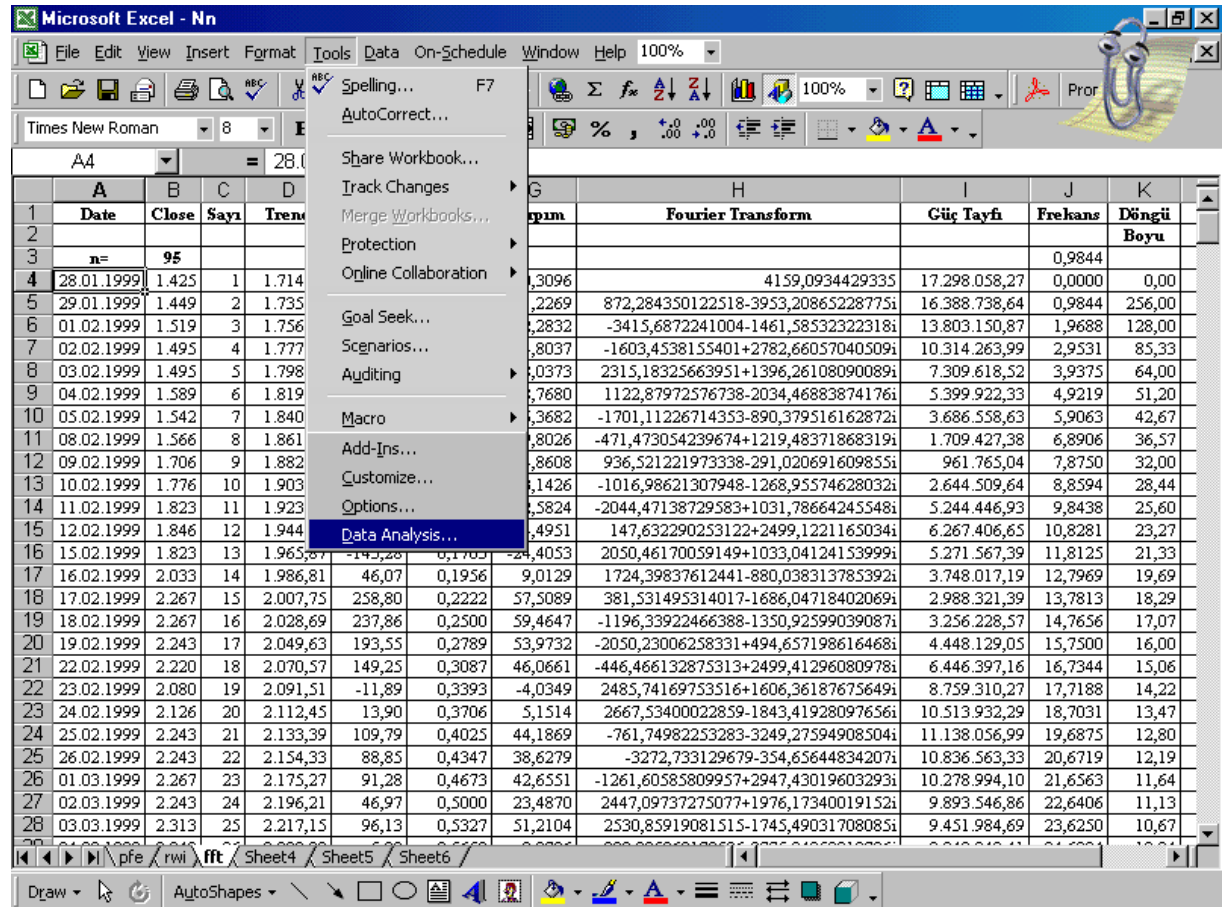 Microsoft Excel - Nn
File Edit View Insert Format Tools Data On-Schedule Window Help 100%
Spelling... F7
AutoCorrect...
Share Workbook...
Track Changes
Merge Workbooks...
Protection
Online Collaboration
Goal Seek...
Scenarios...
Auditing
Macro
Add-Ins...
Customize...
Options...
Data Analysis...
100%
Times New Roman 8
A4 =
A B C D G H I J K
1 Date Close Sayı Güç Tayfı Frekans Döngü
Fourier Transform
2 Boyu
3 n= 95 0,9844
4 28.01.1999 1.425 1 1.714 4159,0934429335 17.298.058,27 0,0000 0,00
5 29.01.1999 1.449 2 1.735 872,284350122518-3953,20865228775i 16.388.738,64 0,9844 256,00
6 01.02.1999 1.519 3 1.756 -3415,6872241004-1461,58532322318i 13.803.150,87 1,9688 128,00
7 02.02.1999 1.495 4 1.777 -1603,4538155401+2782,66057040509i 10.314.263,99 2,9531 85,33
8 03.02.1999 1.495 5 1.798 2315,18325663951+1396,26108090089i 7.309.618,52 3,9375 64,00
9 04.02.1999 1.589 6 1.819 1122,87972576738-2034,46883874176i 5.399.922,33 4,9219 51,20
10 05.02.1999 1.542 7 1.840 -1701,11226714353-890,379516162872i 3.686.558,63 5,9063 42,67
11 08.02.1999 1.566 8 1.861 -471,473054239674+1219,48371868319i 1.709.427,38 6,8906 36,57
12 09.02.1999 1.706 9 1.882 936,521221973338-291,020691609855i 961.765,04 7,8750 32,00
13 10.02.1999 1.776 10 1.903 -1016,98621307948-1268,95574628032i 2.644.509,64 8,8594 28,44
14 11.02.1999 1.823 11 1.923 -2044,47138729583+1031,78664245548i 5.244.446,93 9,8438 25,60
15 12.02.1999 1.846 12 1.944 147,632290253122+2499,1221165034i 6.267.406,65 10,8281 23,27
16 15.02.1999 1.823 13 1.965,87 -143,28 0,1703 -24,4053 2050,46170059149+1033,04124153999i 5.271.567,39 11,8125 21,33
17 16.02.1999 2.033 14 1.986,81 46,07 0,1956 9,0129 1724,39837612441-880,038313785392i 3.748.017,19 12,7969 19,69
18 17.02.1999 2.267 15 2.007,75 258,80 0,2222 57,5089 381,531495314017-1686,04718402069i 2.988.321,39 13,7813 18,29
19 18.02.1999 2.267 16 2.028,69 237,86 0,2500 59,4647 -1196,33922466388-1350,92599039087i 3.256.228,57 14,7656 17,07
20 19.02.1999 2.243 17 2.049,63 193,55 0,2789 53,9732 -2050,23006258331+494,657198616468i 4.448.129,05 15,7500 16,00
21 22.02.1999 2.220 18 2.070,57 149,25 0,3087 46,0661 -446,466132875313+2499,41296080978i 6.446.397,16 16,7344 15,06
22 23.02.1999 2.080 19 2.091,51 -11,89 0,3393 -4,0349 2485,74169753516+1606,36187675649i 8.759.310,27 17,7188 14,22
23 24.02.1999 2.126 20 2.112,45 13,90 0,3706 5,1514 2667,53400022859-1843,41928097656i 10.513.932,29 18,7031 13,47
24 25.02.1999 2.243 21 2.133,39 109,79 0,4025 44,1869 -761,74982253283-3249,27594908504i 11.138.056,99 19,6875 12,80
25 26.02.1999 2.243 22 2.154,33 88,85 0,4347 38,6279 -3272,733129679-354,65644834207i 10.836.563,33 20,6719 12,19
26 01.03.1999 2.267 23 2.175,27 91,28 0,4673 42,6551 -1261,60585809957+2947,43019603293i 10.278.994,10 21,6563 11,64
27 02.03.1999 2.243 24 2.196,21 46,97 0,5000 23,4870 2447,09737275077+1976,17340019152i 9.893.546,86 22,6406 11,13
28 03.03.1999 2.313 25 2.217,15 96,13 0,5327 51,2104 2530,85919081515-1745,49031708085i 9.451.984,69 23,6250 10,67
pfe rwi fft Sheet4 Sheet5 Sheet6
Draw AutoShapes